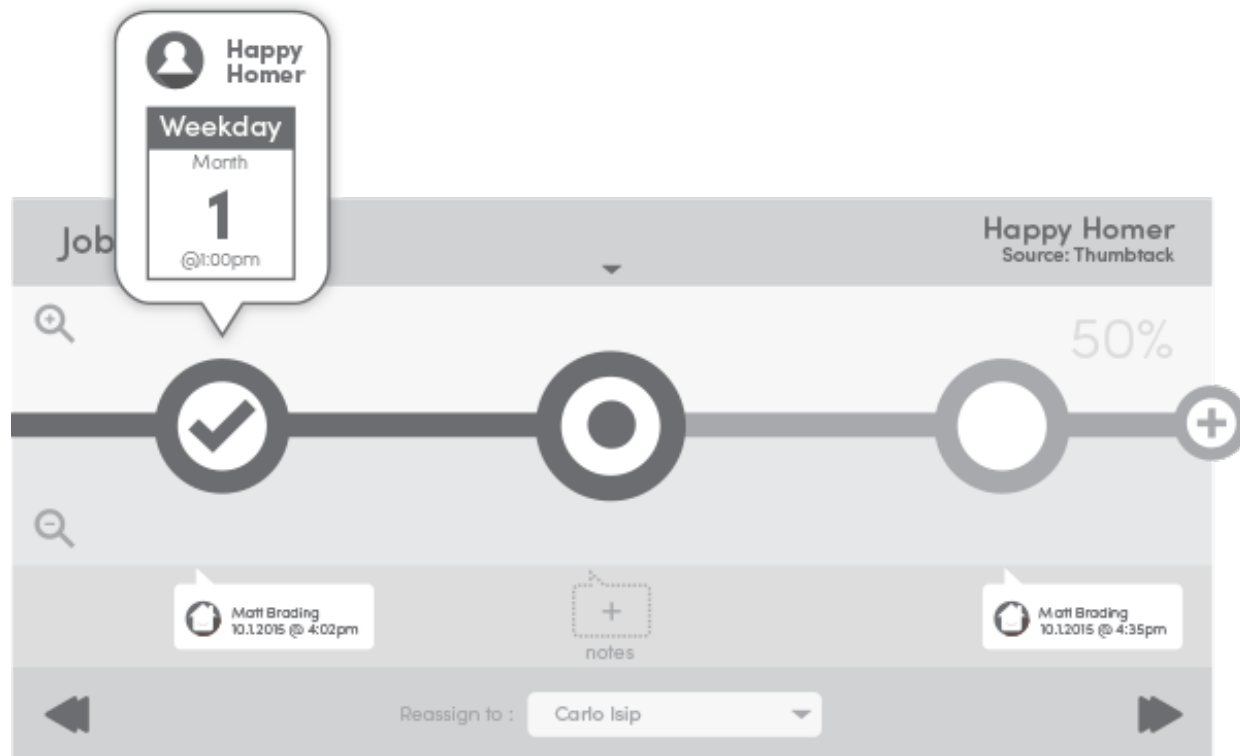 Happy
Homer
Weekday
Month
1
@1:00pm
Job
Happy Homer
Source: Thumbtack
50%
Matt Brading
10.1.2015 @ 4:02pm
+
notes
Matt Brading
10.1.2015 @ 4:35pm
Reassign to :
Carlo Isip